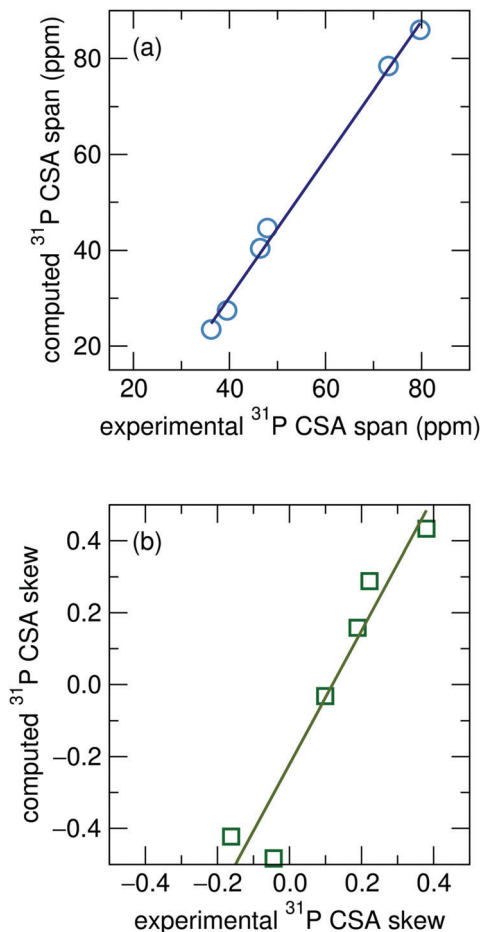 (a)
80
60
40
20
computed ³¹P CSA span (ppm)
20 40 60 80
experimental ³¹P CSA span (ppm)
(b)
0.4
0.2
0.0
−0.2
−0.4
computed ³¹P CSA skew
−0.4 −0.2 0.0 0.2 0.4
experimental ³¹P CSA skew